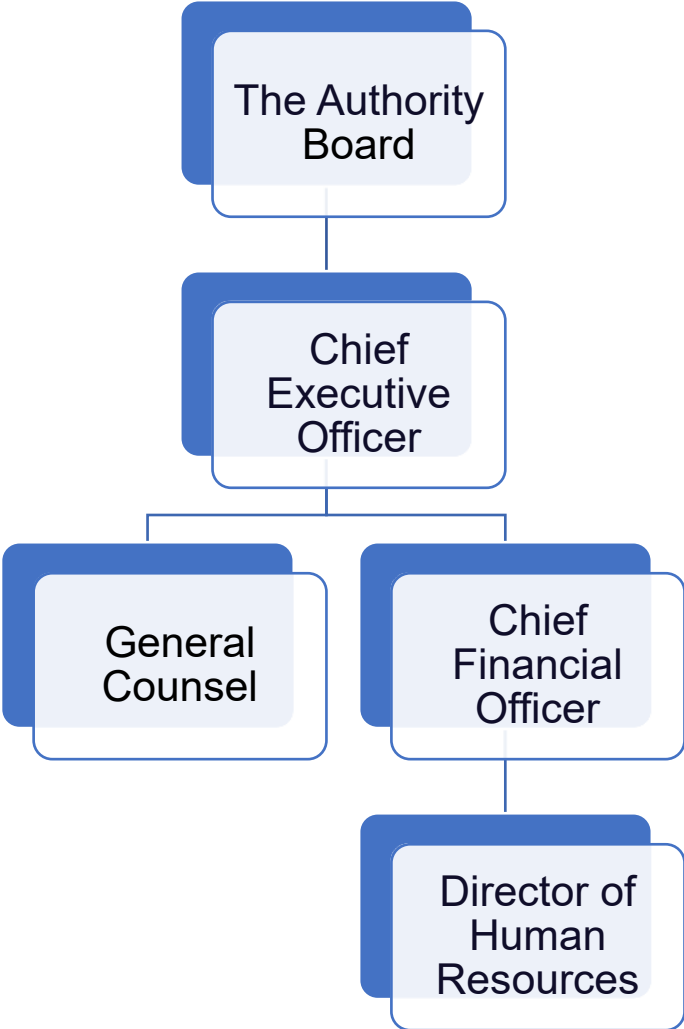 The Authority
Board
Chief
Executive
Officer
General
Counsel
Chief
Financial
Officer
Director of
Human
Resources